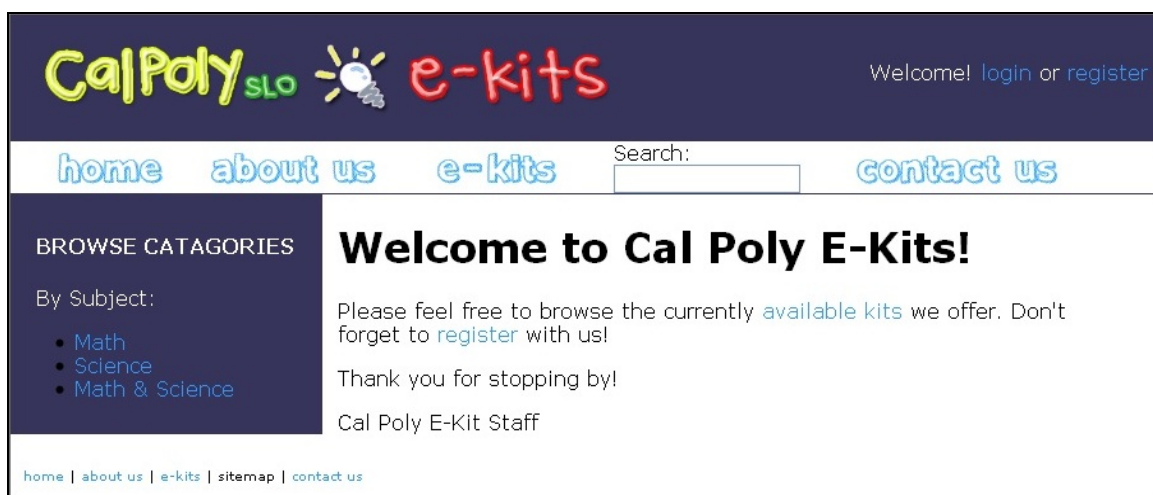 CalPoly SLO e-kits
Welcome! login or register
home about us e-kits Search: contact us
BROWSE CATAGORIES
By Subject:
• Math
• Science
• Math & Science
Welcome to Cal Poly E-Kits!
Please feel free to browse the currently available kits we offer. Don't
forget to register with us!
Thank you for stopping by!
Cal Poly E-Kit Staff
home | about us | e-kits | sitemap | contact us